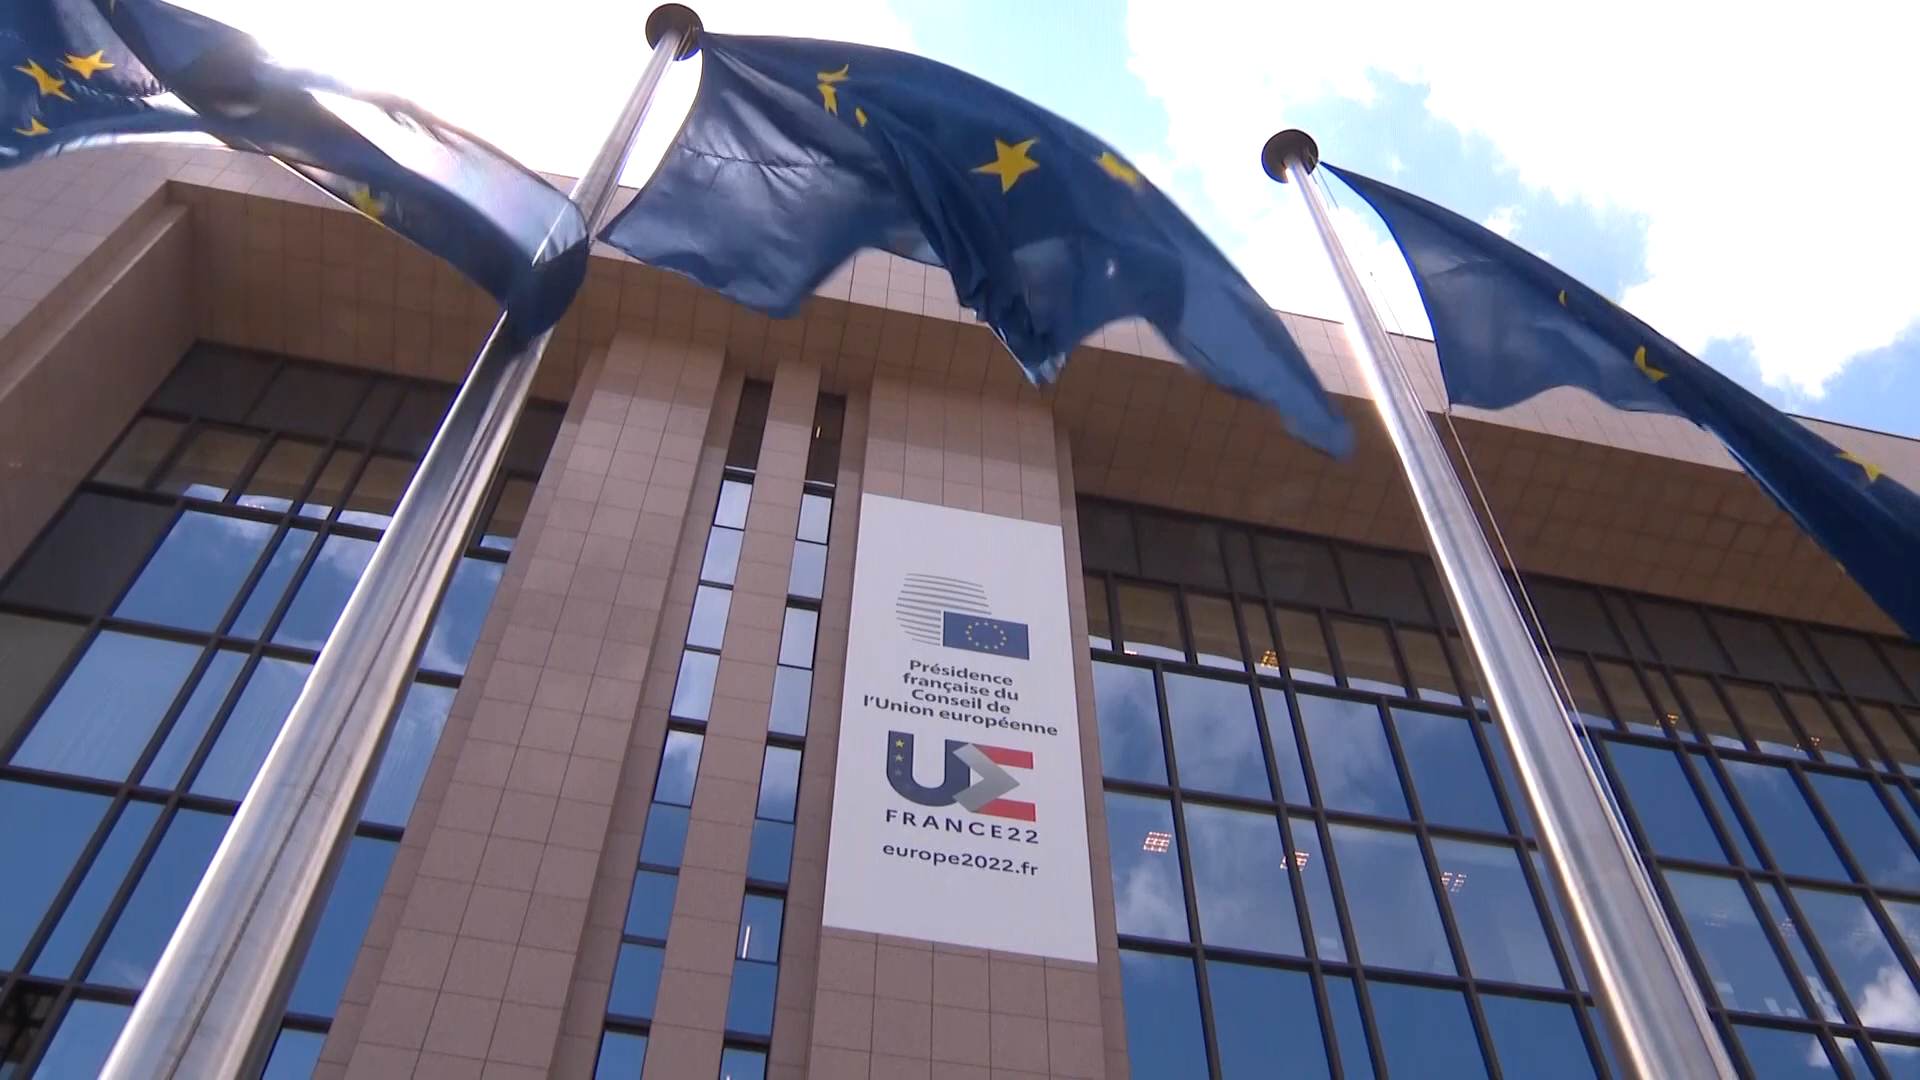 Présidence
française du
Conseil de
l'Union européenne
UE
FRANCE22
europe2022.fr